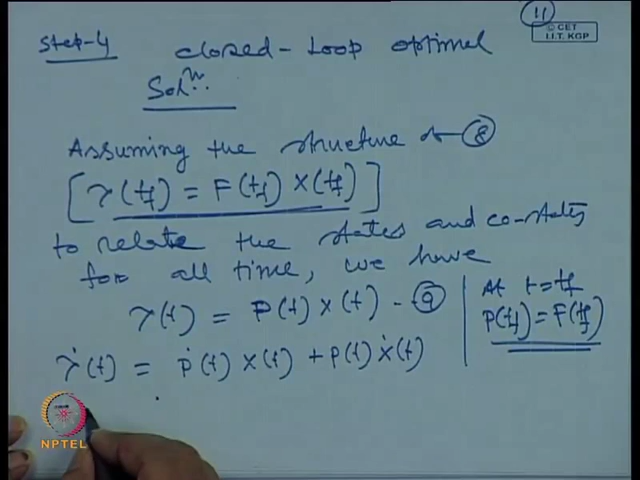 11
© CET
I.I.T. KGP
Step-4 closed-Loop optimal
Soln..
Assuming the structure of (8)
[λ(tf) = F(tf) X(tf)]
to relate the states and co-states
for all time, we have
λ(t) = P(t) X(t) - (9)
At t=tf
P(tf) = F(tf)
λ̇(t) = Ṗ(t) X(t) + P(t) Ẋ(t)
NPTEL